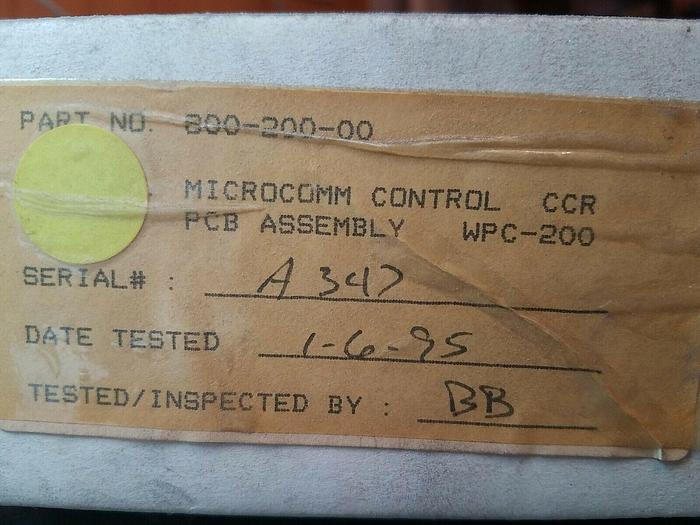 PART NO. 800-200-00
MICROCOMM CONTROL CCR
PCB ASSEMBLY WPC-200
SERIAL# : A347
DATE TESTED 1-6-95
TESTED/INSPECTED BY : BB